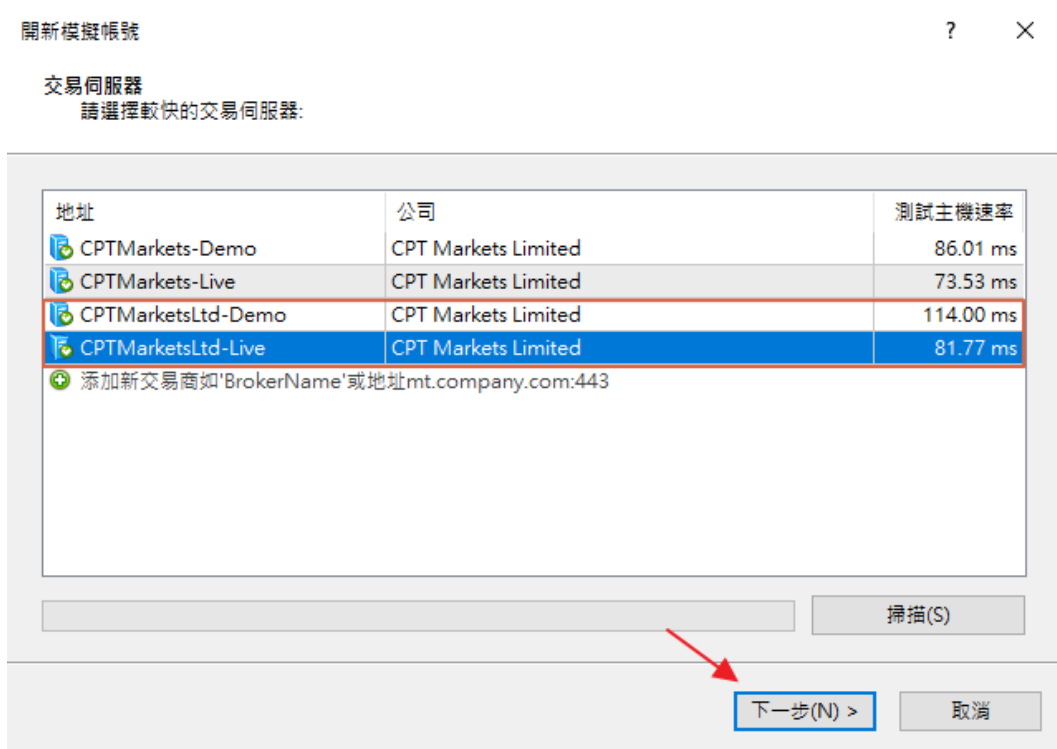 開新模擬帳號
?
交易伺服器
請選擇較快的交易伺服器:
地址 公司 測試主機速率
CPTMarkets-Demo CPT Markets Limited 86.01 ms
CPTMarkets-Live CPT Markets Limited 73.53 ms
CPTMarketsLtd-Demo CPT Markets Limited 114.00 ms
CPTMarketsLtd-Live CPT Markets Limited 81.77 ms
添加新交易商如'BrokerName'或地址mt.company.com:443
掃描(S)
下一步(N) > 取消